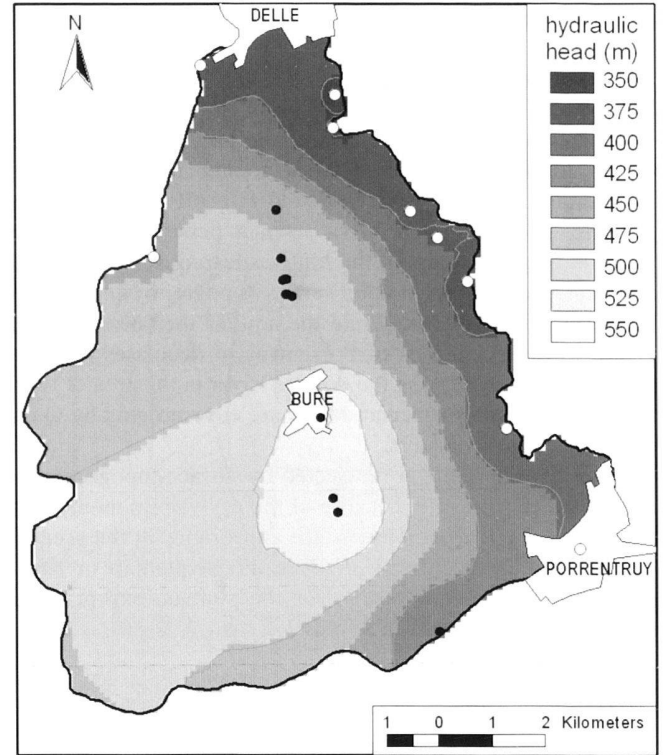 DELLE
N
hydraulic
head (m)
350
375
400
425
450
475
500
525
550
BURE
PORRENTRUY
1 0 1 2 Kilometers